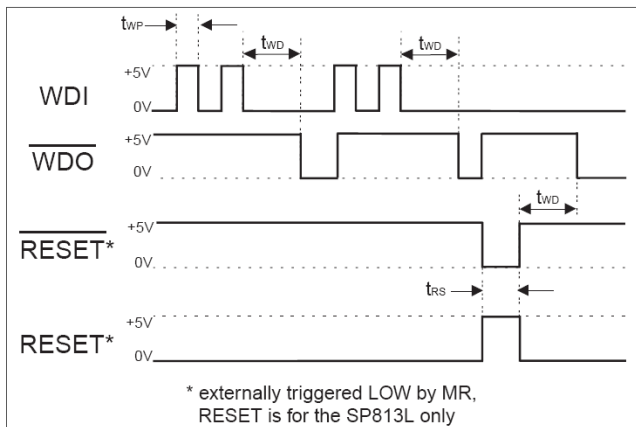 tWP
tWD
tWD
WDI
+5V
0V
WDO
+5V
0V
tWD
RESET*
+5V
0V
tRS
RESET*
+5V
0V
* externally triggered LOW by MR,
RESET is for the SP813L only